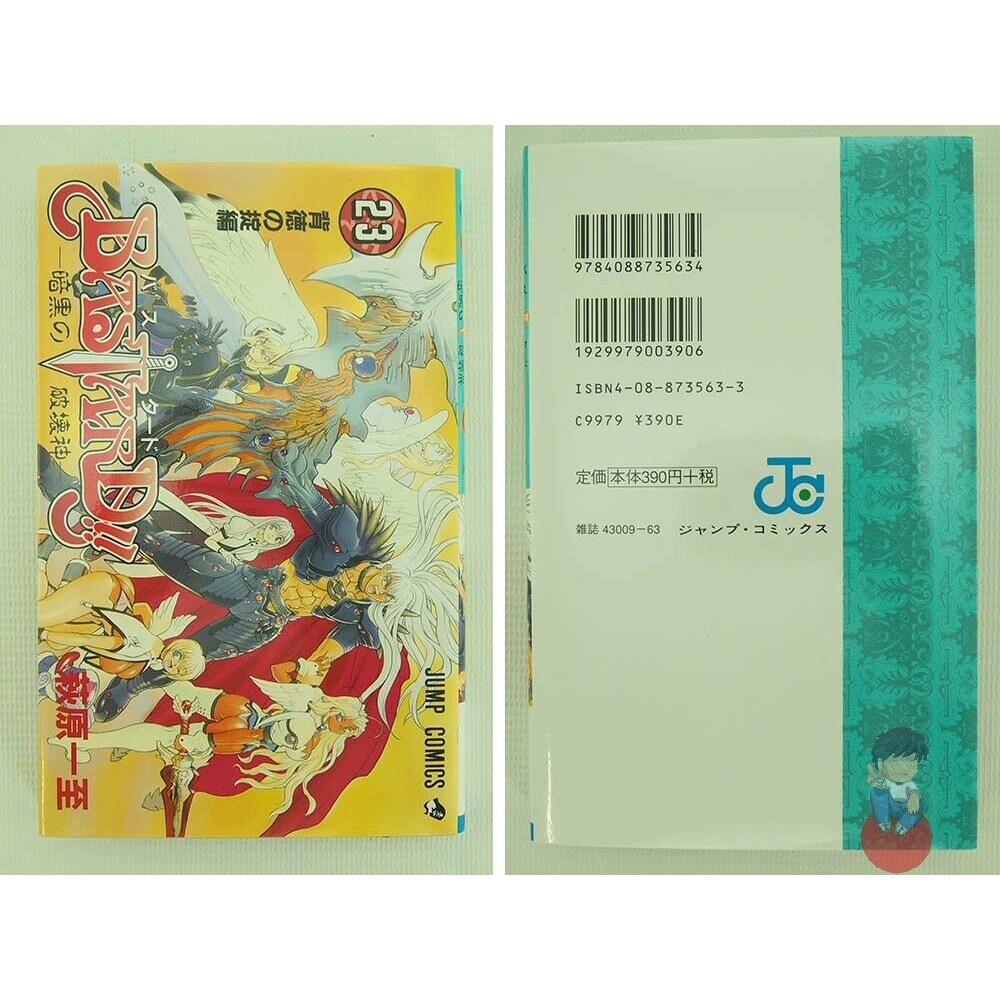 23
背徳の掟編
BASTARD!!
バスタード
―暗黒の破壊神―
萩原一至
JUMP COMICS
9784088735634
1929979003906
ISBN4-08-873563-3
C9979 ¥390E
定価 本体390円+税
雑誌 43009-63
ジャンプ・コミックス